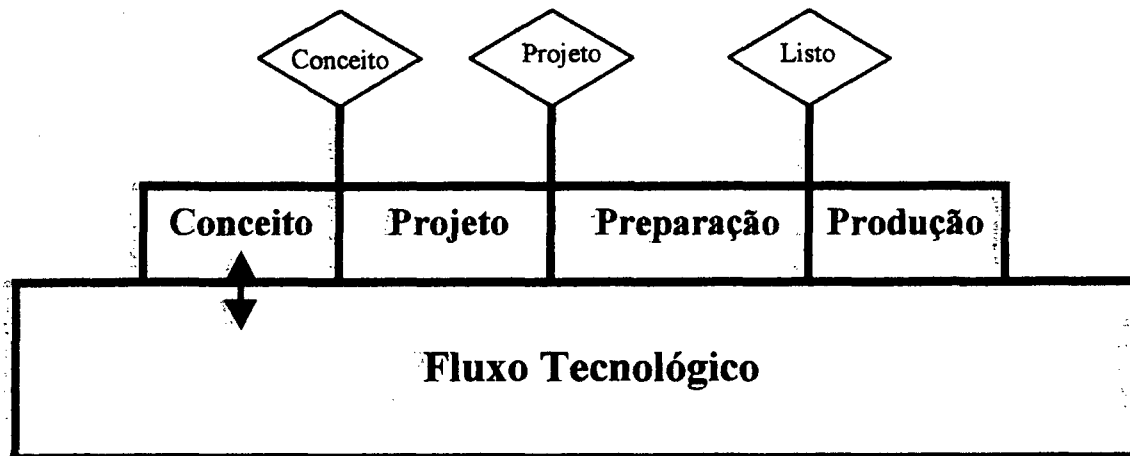 Conceito
Projeto
Listo
Conceito
Projeto
Preparação
Produção
Fluxo Tecnológico